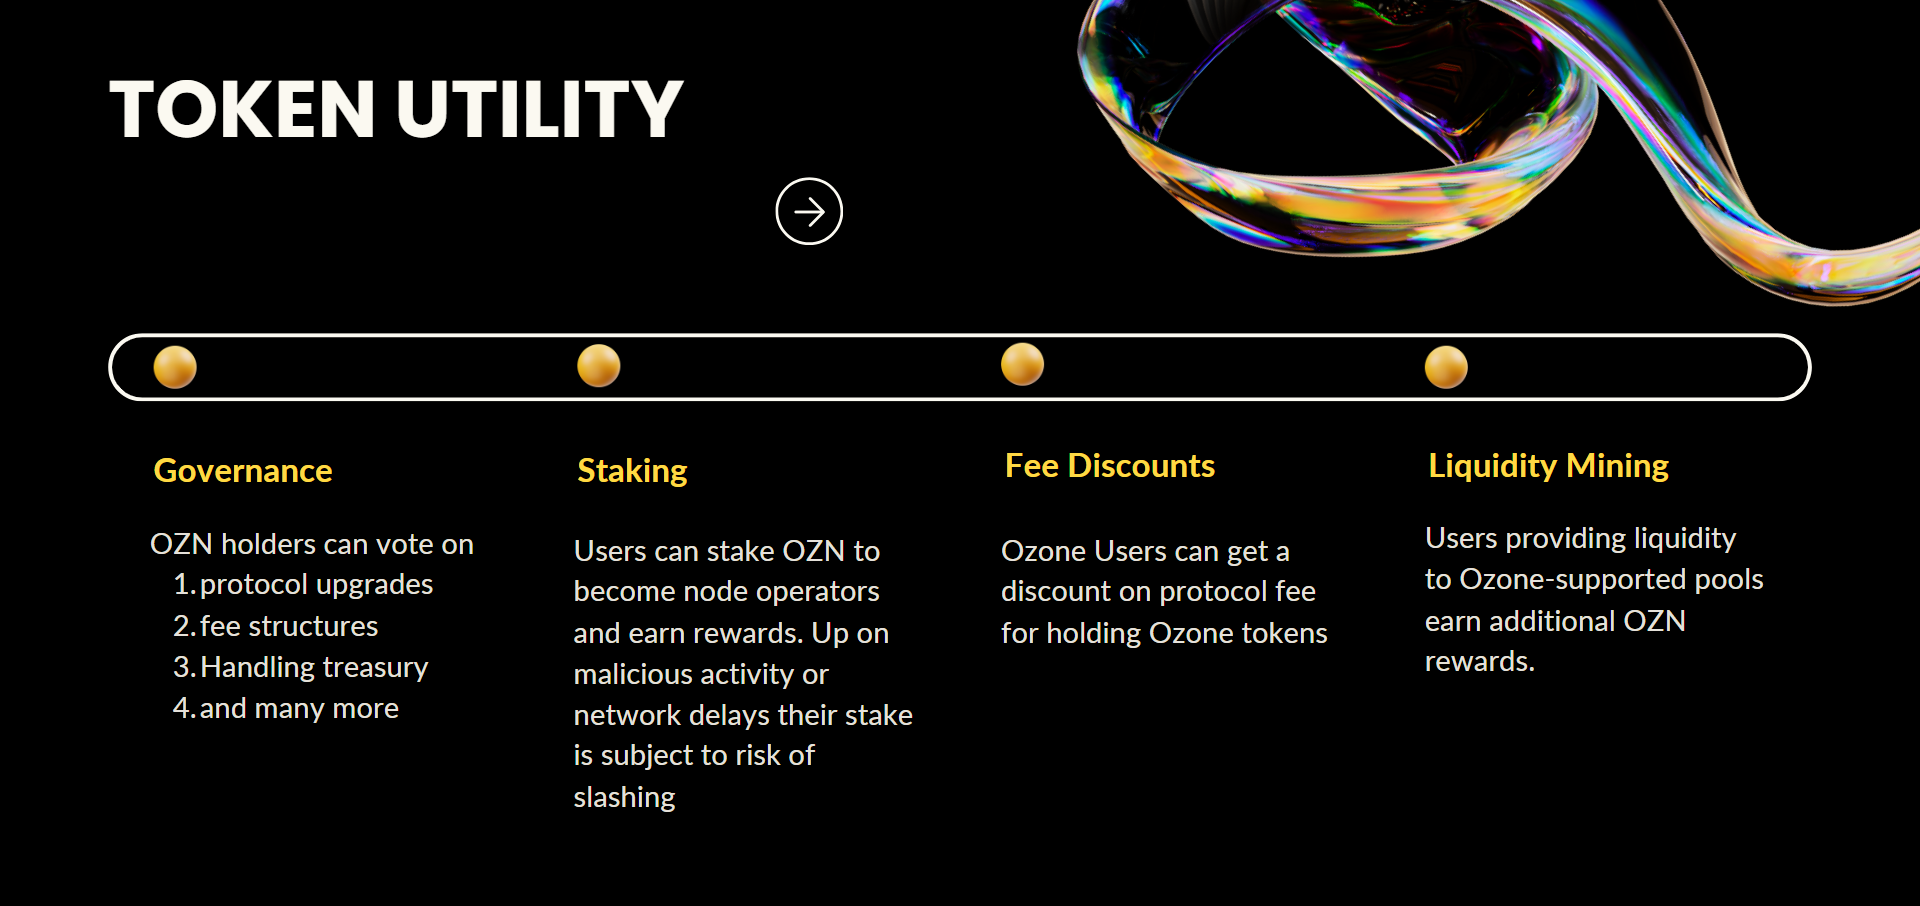 TOKEN UTILITY
Governance
OZN holders can vote on
1. protocol upgrades
2. fee structures
3. Handling treasury
4. and many more
Staking
Users can stake OZN to
become node operators
and earn rewards. Up on
malicious activity or
network delays their stake
is subject to risk of
slashing
Fee Discounts
Ozone Users can get a
discount on protocol fee
for holding Ozone tokens
Liquidity Mining
Users providing liquidity
to Ozone-supported pools
earn additional OZN
rewards.